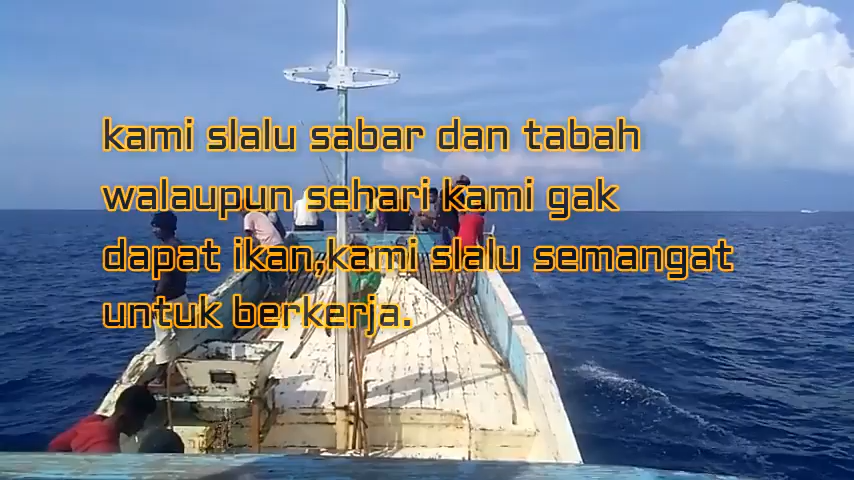 kami slalu sabar dan tabah
walaupun sehari kami gak
dapat ikan,kami slalu semangat
untuk berkerja.